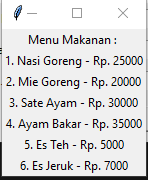 Menu Makanan :
1. Nasi Goreng - Rp. 25000
2. Mie Goreng - Rp. 20000
3. Sate Ayam - Rp. 30000
4. Ayam Bakar - Rp. 35000
5. Es Teh - Rp. 5000
6. Es Jeruk - Rp. 7000